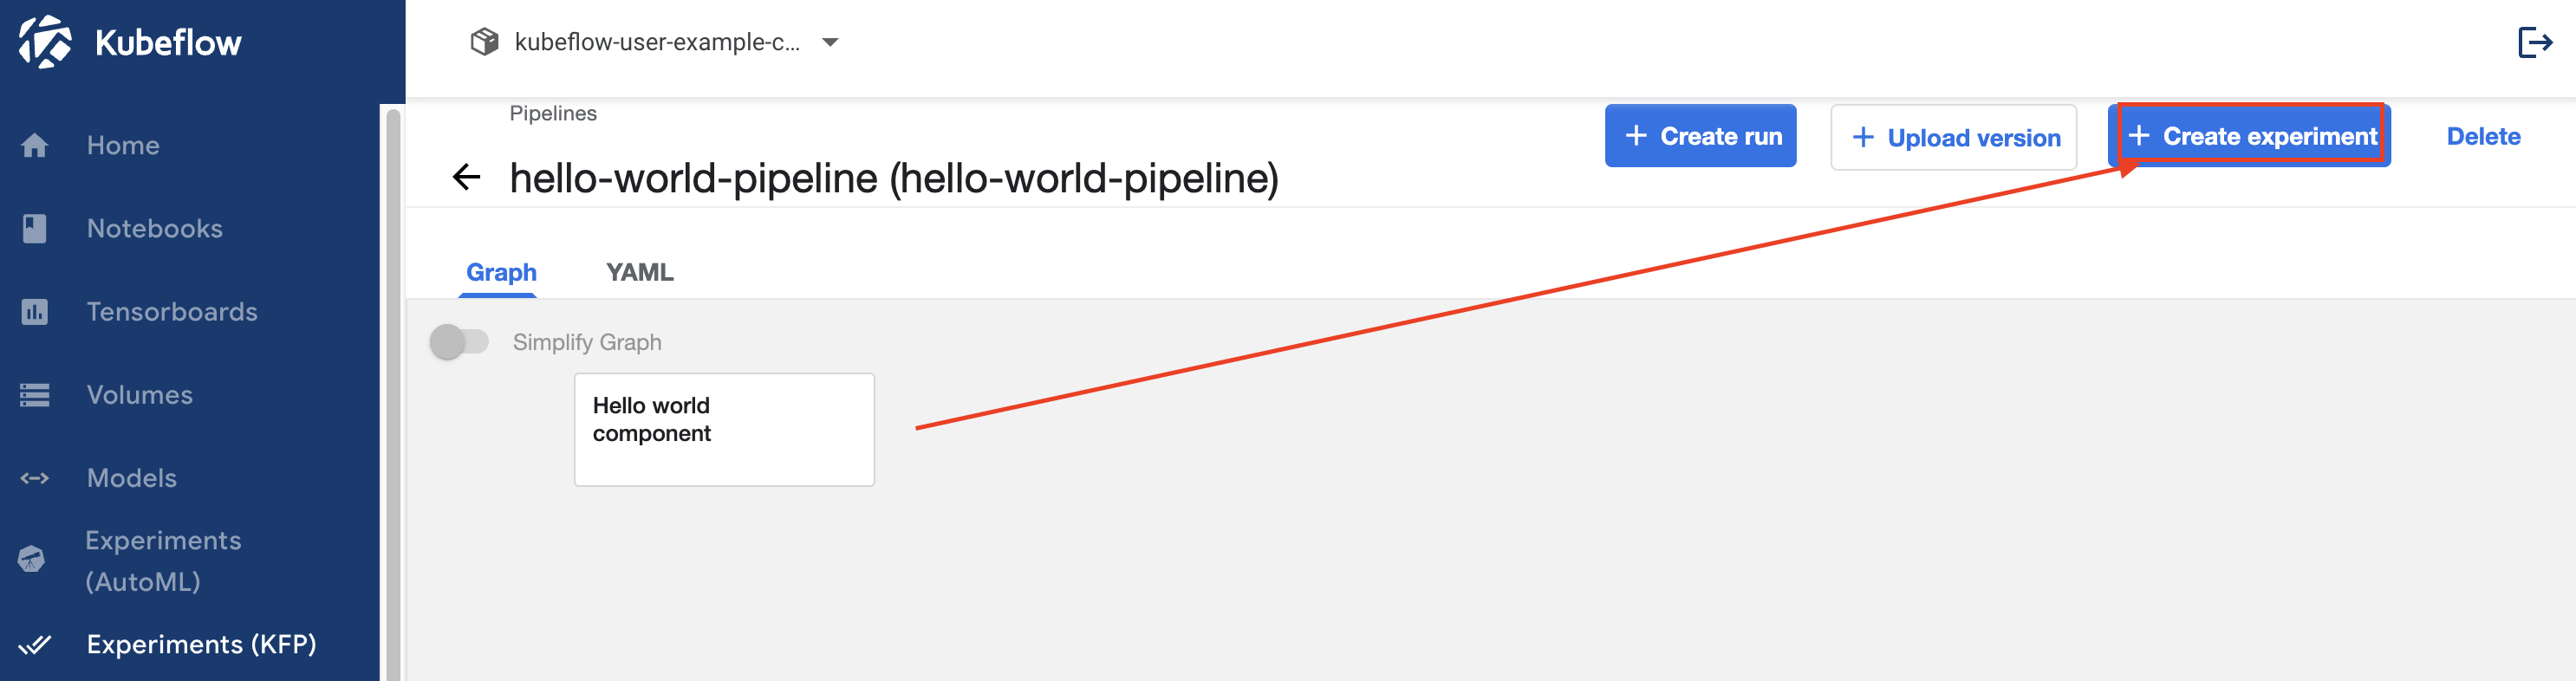 Kubeflow
kubeflow-user-example-c...
Home
Notebooks
Tensorboards
Volumes
Models
Experiments
(AutoML)
Experiments (KFP)
Pipelines
hello-world-pipeline (hello-world-pipeline)
+ Create run
+ Upload version
+ Create experiment
Delete
Graph
YAML
Simplify Graph
Hello world
component